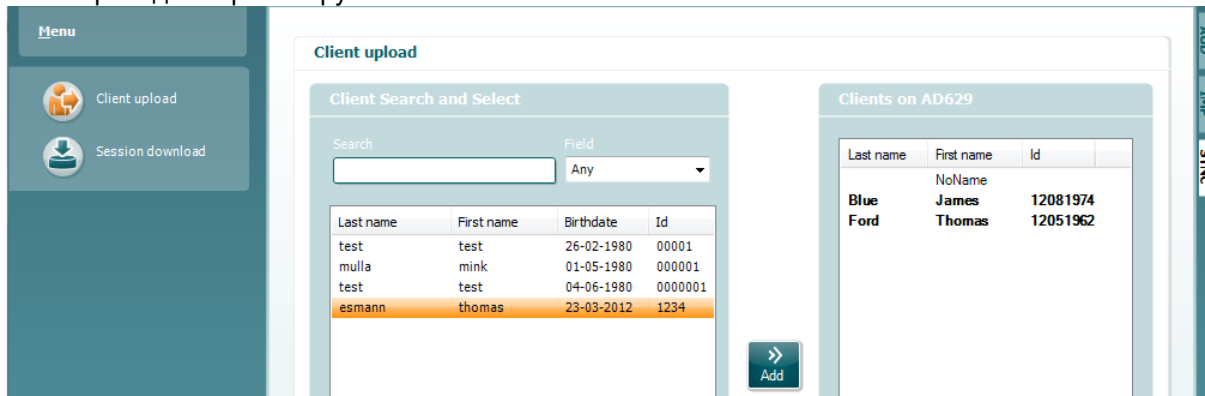 Menu
Client upload
Session download
Client upload
Client Search and Select
Search
Field
Any
Last name First name Birthdate Id
test test 26-02-1980 00001
mulla mink 01-05-1980 000001
test test 04-06-1980 0000001
esmann thomas 23-03-2012 1234
Add
Clients on AD629
Last name First name Id
NoName
Blue James 12081974
Ford Thomas 12051962
SYNC